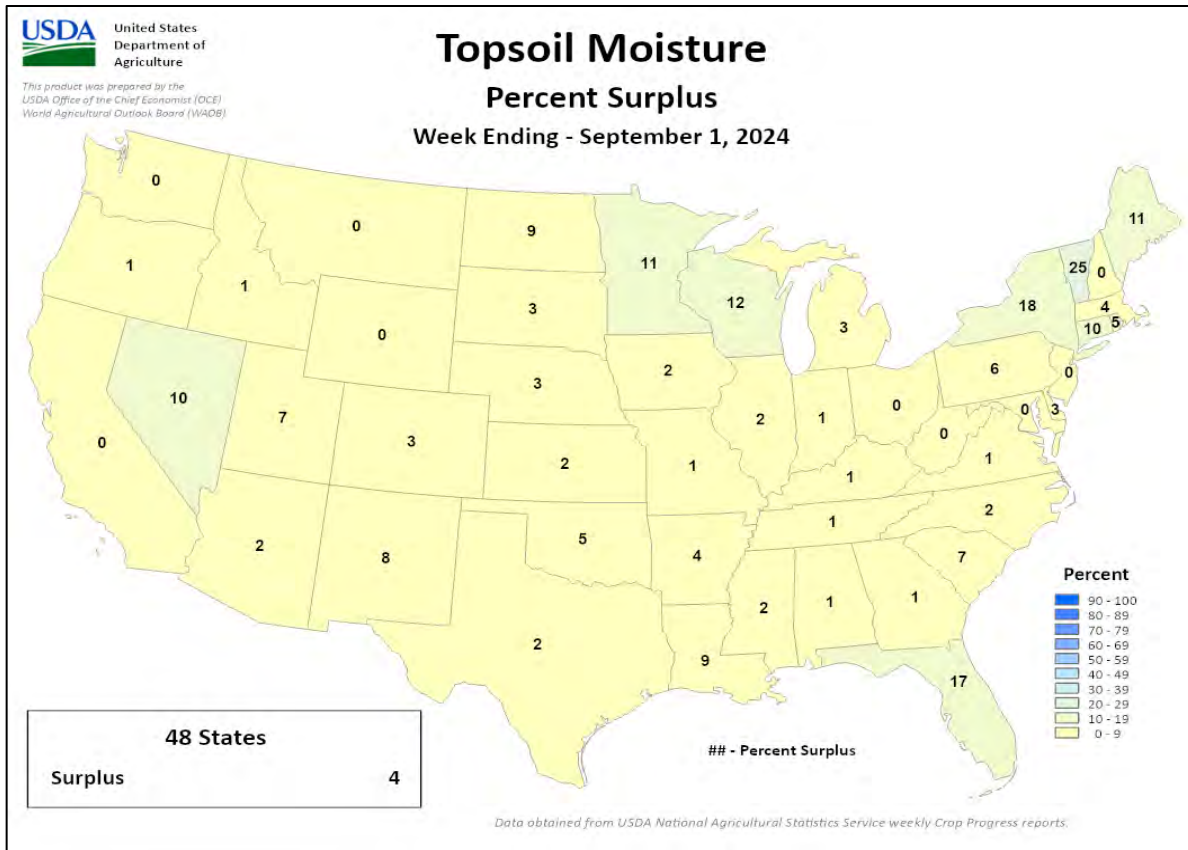 USDA
United States
Department of
Agriculture
This product was prepared by the
USDA Office of the Chief Economist (OCE)
World Agricultural Outlook Board (WAOB)
Topsoil Moisture
Percent Surplus
Week Ending - September 1, 2024
0
0
9
11
11
1
1
3
12
25
0
18
4
5
10
0
3
3
2
6
0
10
7
3
2
2
1
0
0
3
0
0
1
1
1
1
2
2
8
5
4
7
2
2
1
1
9
17
Percent
90 - 100
80 - 89
70 - 79
60 - 69
50 - 59
40 - 49
30 - 39
20 - 29
10 - 19
0 - 9
48 States
Surplus 4
## - Percent Surplus
Data obtained from USDA National Agricultural Statistics Service weekly Crop Progress reports.